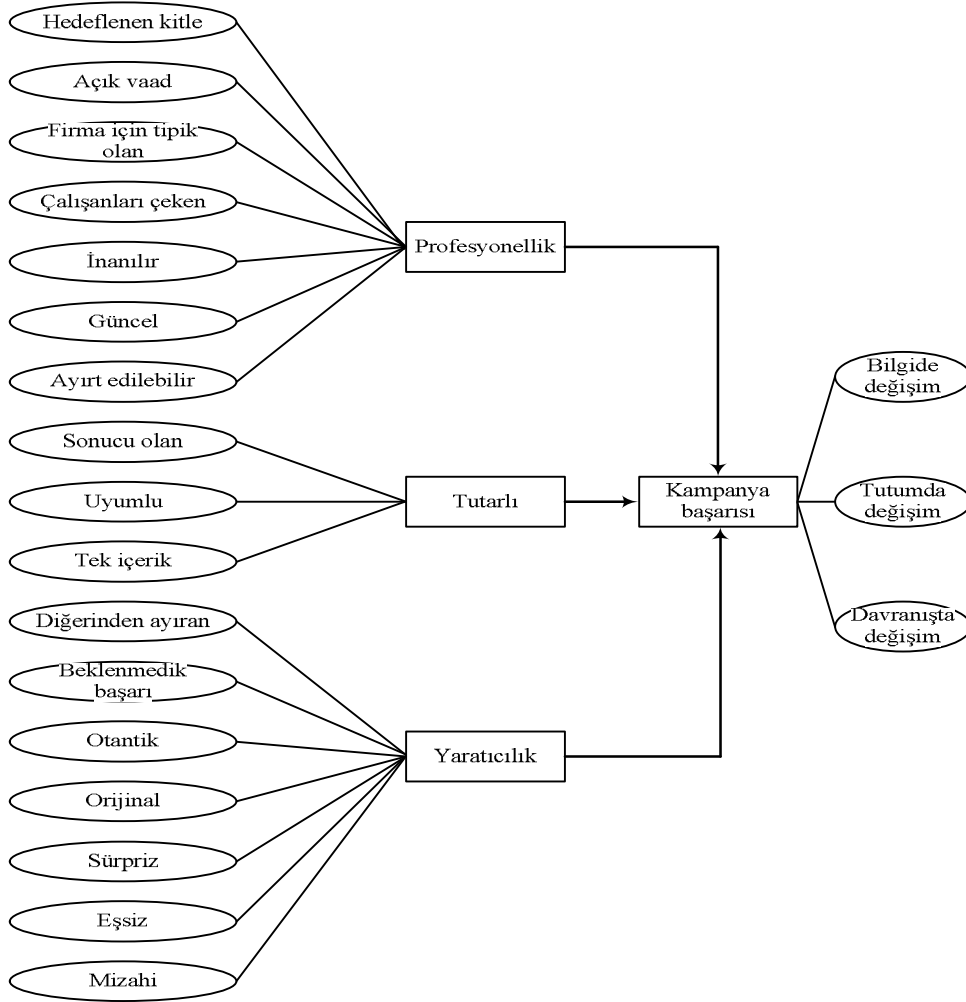 Hedeflenen kitle
Açık vaad
Firma için tipik
olan
Çalışanları çeken
İnanılır
Güncel
Ayırt edilebilir
Sonucu olan
Uyumlu
Tek içerik
Diğerinden ayıran
Beklenmedik
başarı
Otantik
Orijinal
Sürpriz
Eşsiz
Mizahi
Profesyonellik
Tutarlı
Yaratıcılık
Kampanya
başarısı
Bilgide
değişim
Tutumda
değişim
Davranışta
değişim